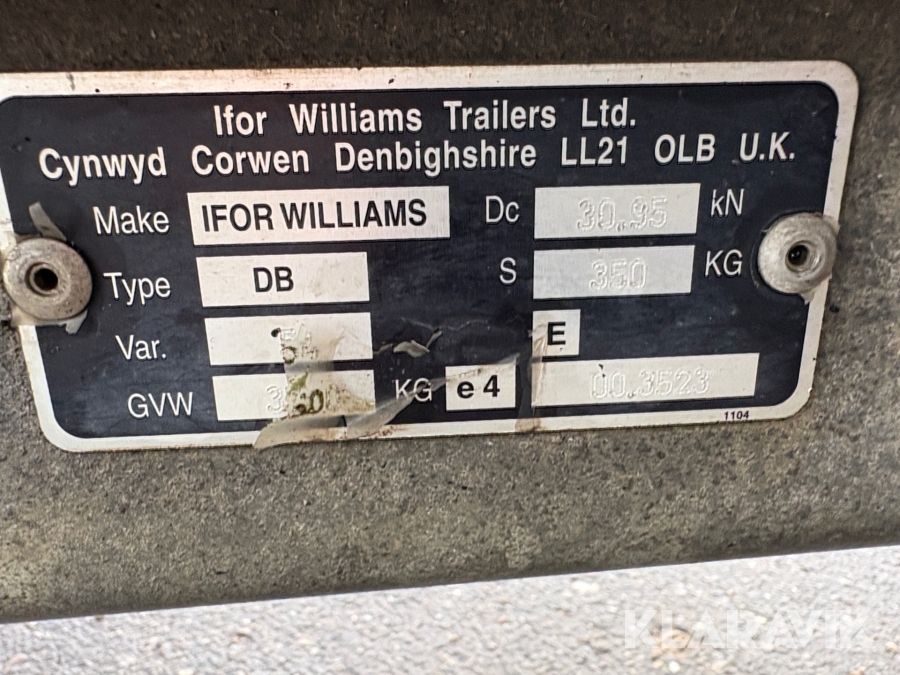 Ifor Williams Trailers Ltd.
Cynwyd Corwen Denbighshire LL21 OLB U.K.
Make IFOR WILLIAMS Dc 30.95 kN
Type DB S 350 KG
Var. E
GVW KG e4 00.3523
1104
KLARAVIK